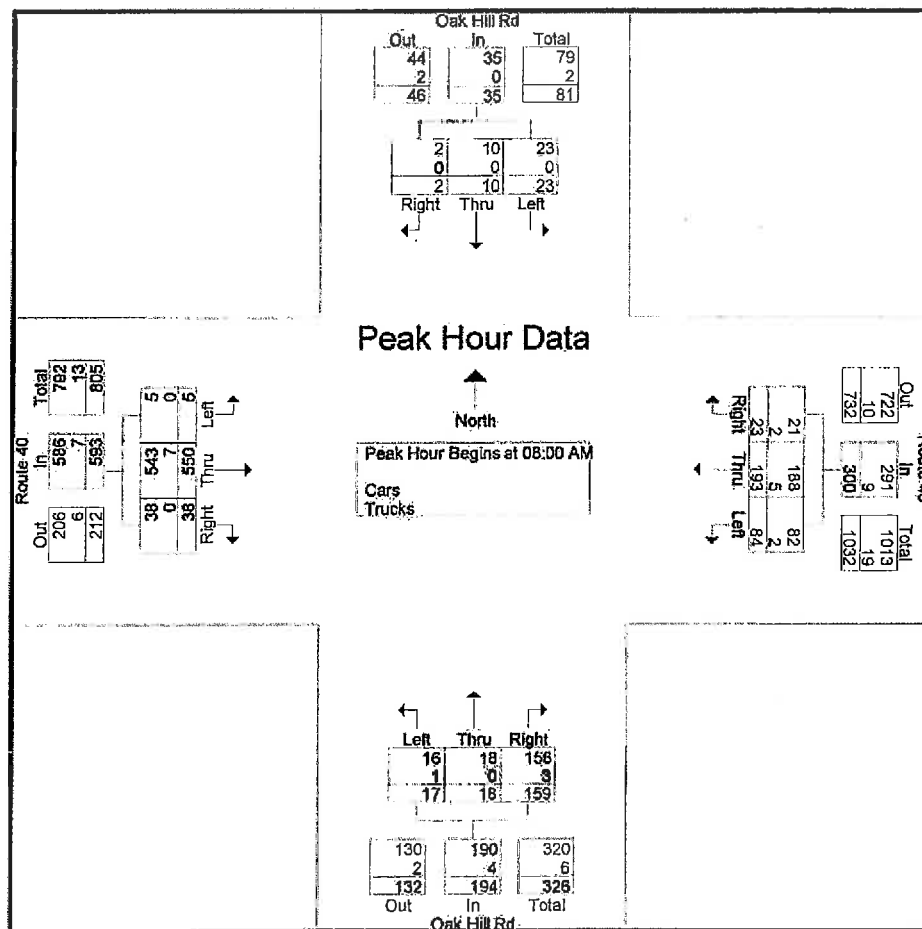 Oak Hill Rd
Out In Total
44 35 79
2 0 2
46 35 81
2 10 23
0 0 0
2 10 23
Right Thru Left
Peak Hour Data
North
Peak Hour Begins at 08:00 AM
Cars
Trucks
Route 40
Total In Out
792 586 206
13 7 6
805 593 212
5 543 38
0 7 0
5 550 38
Left Thru Right
Right Thru Left
21 188 82
2 5 2
23 193 84
Out In Total
722 291 1013
10 9 19
732 300 1032
Left Thru Right
16 18 156
1 0 3
17 18 159
130 190 320
2 4 6
132 194 326
Out In Total
Oak Hill Rd